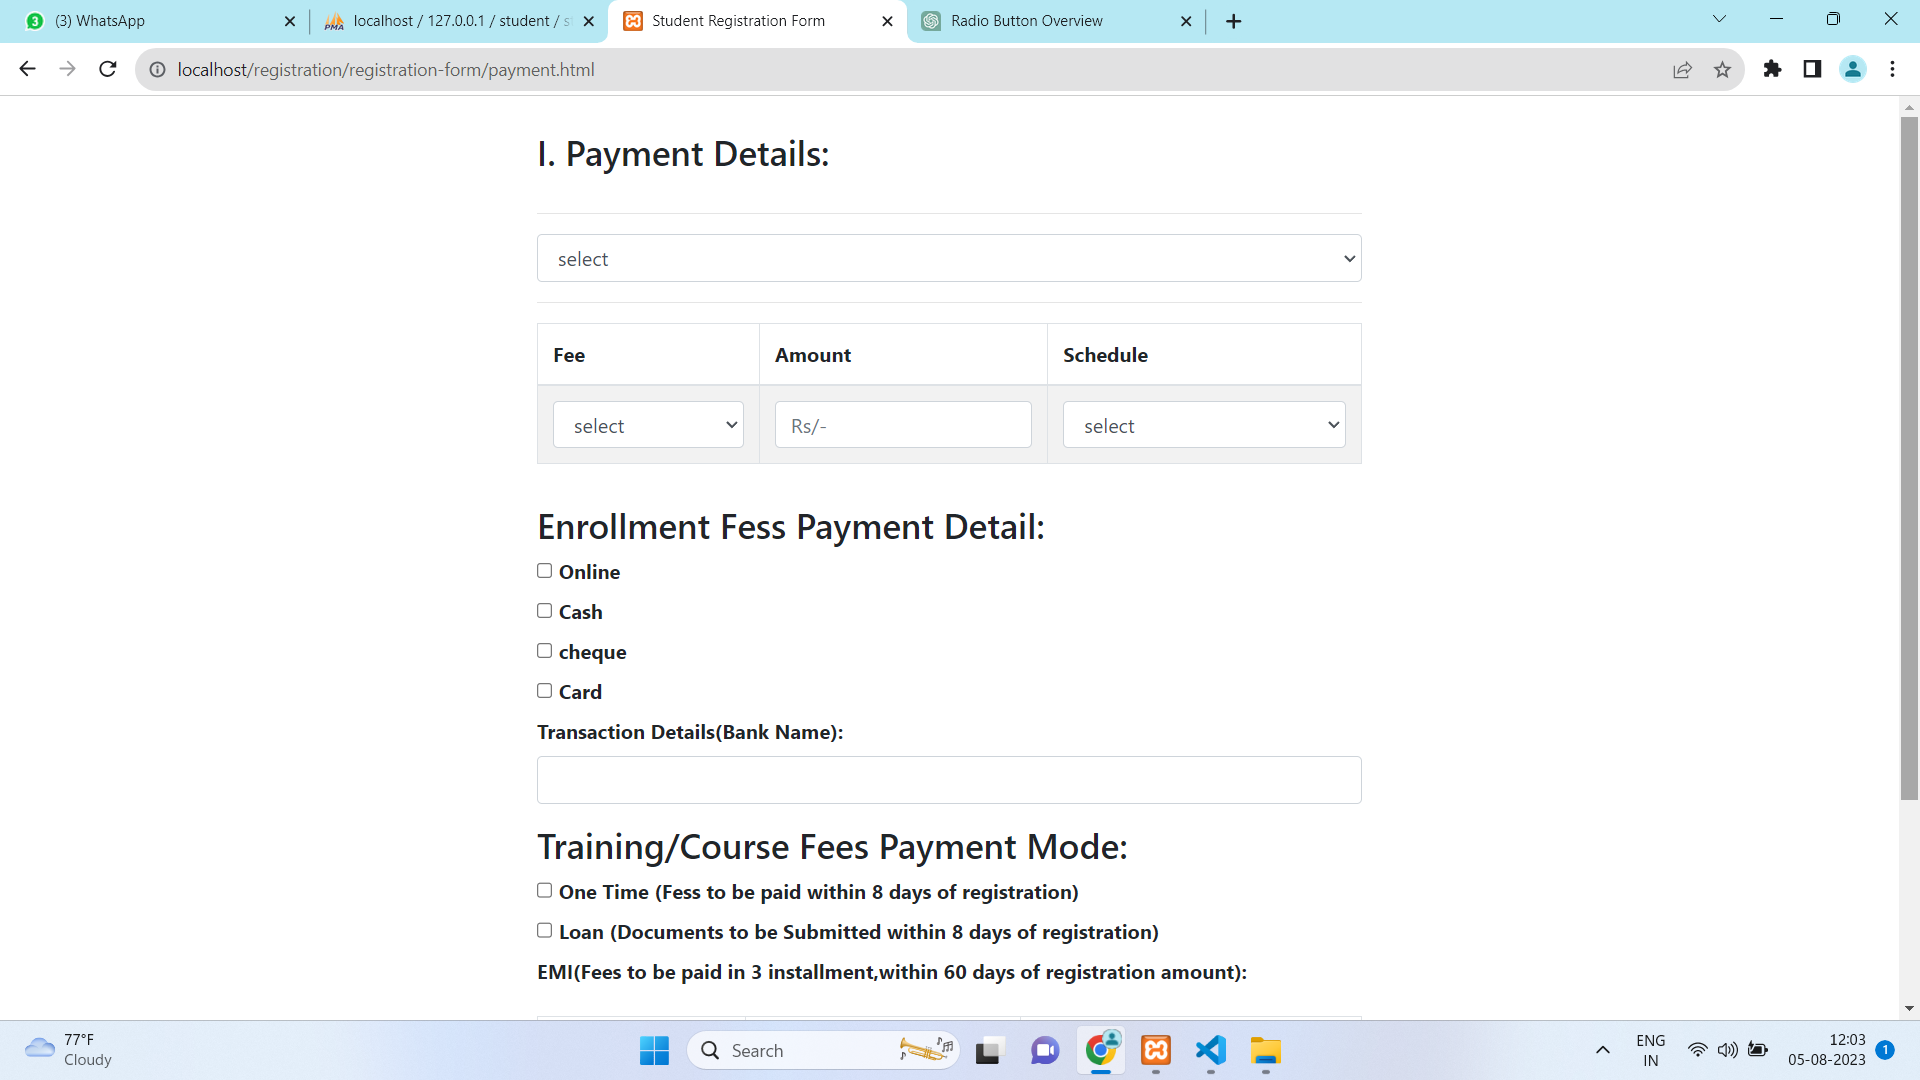 3
(3) WhatsApp
PMA
localhost / 127.0.0.1 / student / s
Student Registration Form
Radio Button Overview
localhost/registration/registration-form/payment.html
I. Payment Details:
select
Fee Amount Schedule
select Rs/- select
Enrollment Fess Payment Detail:
Online
Cash
cheque
Card
Transaction Details(Bank Name):
Training/Course Fees Payment Mode:
One Time (Fess to be paid within 8 days of registration)
Loan (Documents to be Submitted within 8 days of registration)
EMI(Fees to be paid in 3 installment,within 60 days of registration amount):
77°F
Cloudy
Search
ENG
IN
12:03
05-08-2023
1